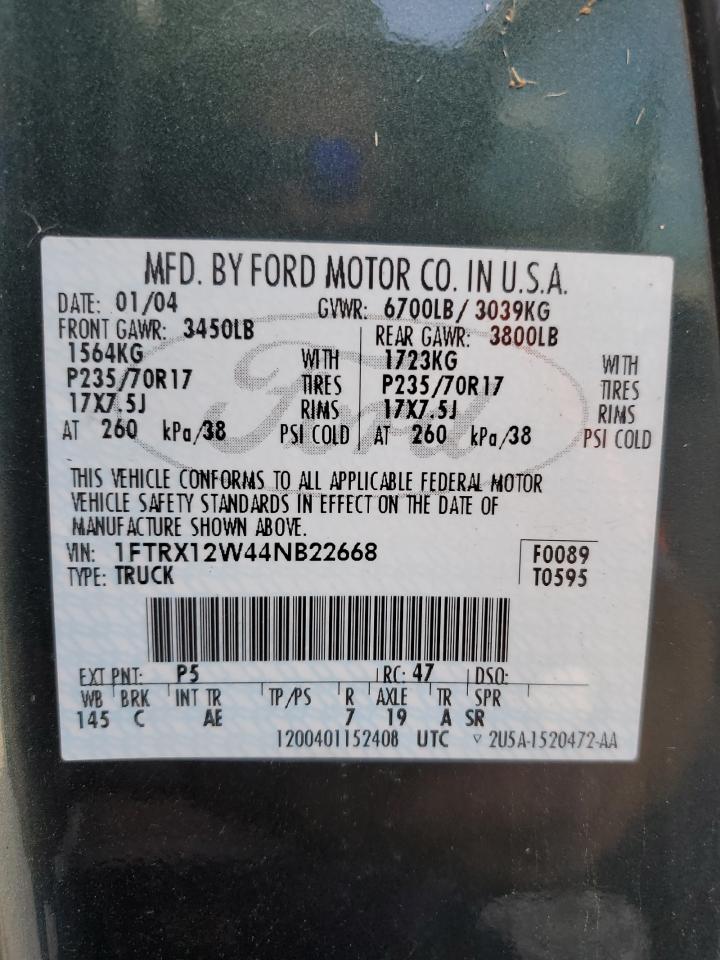 MFD. BY FORD MOTOR CO. IN U.S.A.
DATE: 01/04 GVWR: 6700LB/ 3039KG
FRONT GAWR: 3450LB REAR GAWR: 3800LB
1564KG WITH 1723KG WITH
P235/70R17 TIRES P235/70R17 TIRES
17X7.5J RIMS 17X7.5J RIMS
AT 260 kPa/38 PSI COLD AT 260 kPa/38 PSI COLD
Ford
THIS VEHICLE CONFORMS TO ALL APPLICABLE FEDERAL MOTOR
VEHICLE SAFETY STANDARDS IN EFFECT ON THE DATE OF
MANUFACTURE SHOWN ABOVE.
VIN: 1FTRX12W44NB22668 F0089
TYPE: TRUCK T0595
EXT PNT: P5 RC: 47 DSO:
WB BRK INT TR TP/PS R AXLE TR SPR
145 C AE 7 19 A SR
1200401152408 UTC ▽ 2U5A-1520472-AA